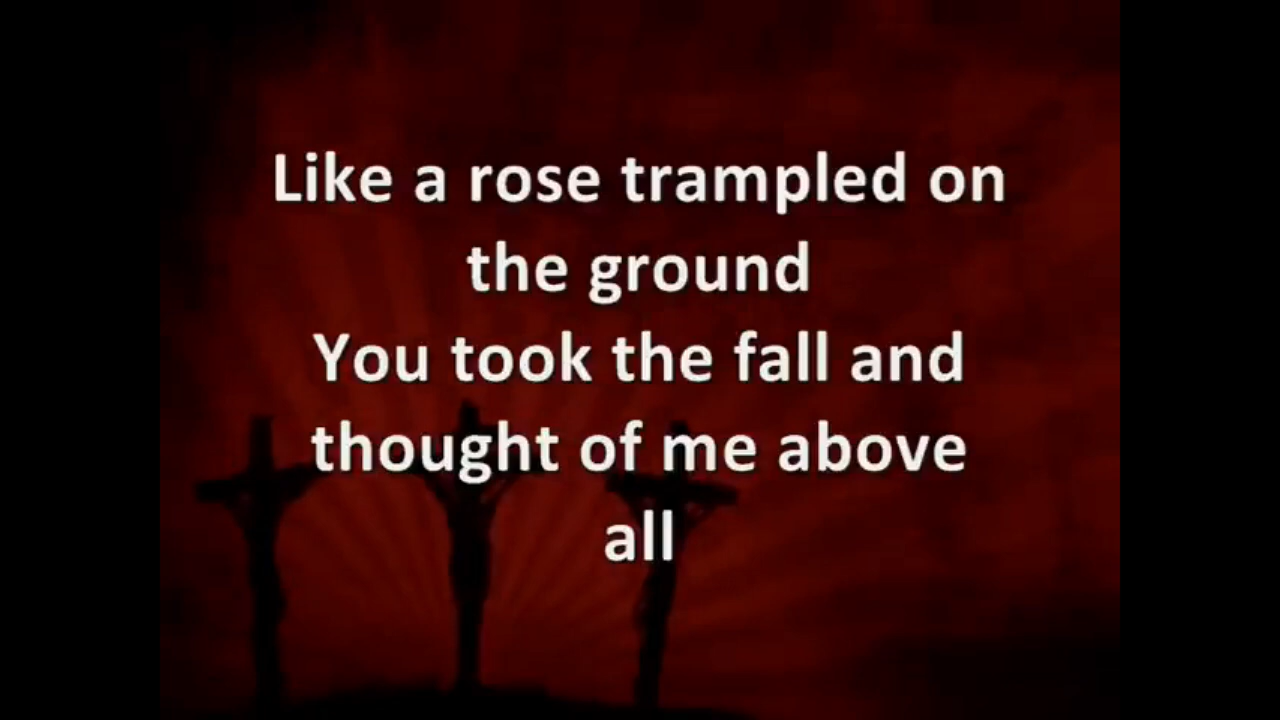 Like a rose trampled on
the ground
You took the fall and
thought of me above
all